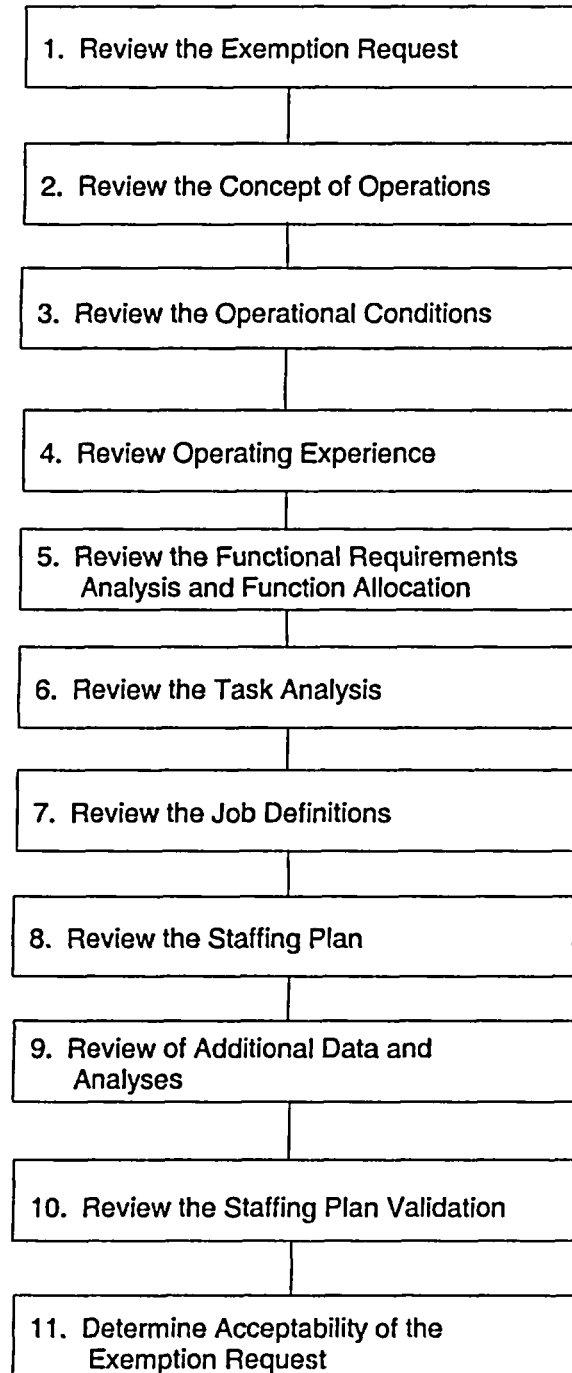 1. Review the Exemption Request
2. Review the Concept of Operations
3. Review the Operational Conditions
4. Review Operating Experience
5. Review the Functional Requirements
Analysis and Function Allocation
6. Review the Task Analysis
7. Review the Job Definitions
8. Review the Staffing Plan
9. Review of Additional Data and
Analyses
10. Review the Staffing Plan Validation
11. Determine Acceptability of the
Exemption Request